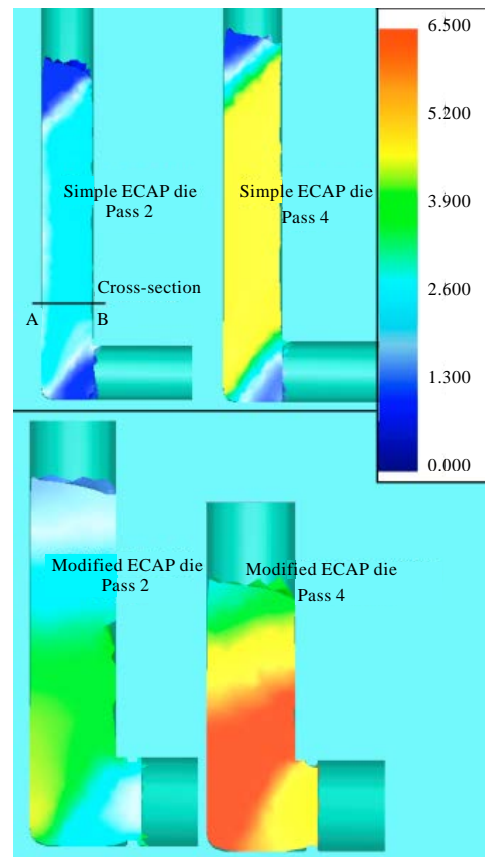 6.500
5.200
3.900
2.600
1.300
0.000
Simple ECAP die
Pass 2
Simple ECAP die
Pass 4
Cross-section
A
B
Modified ECAP die
Pass 2
Modified ECAP die
Pass 4